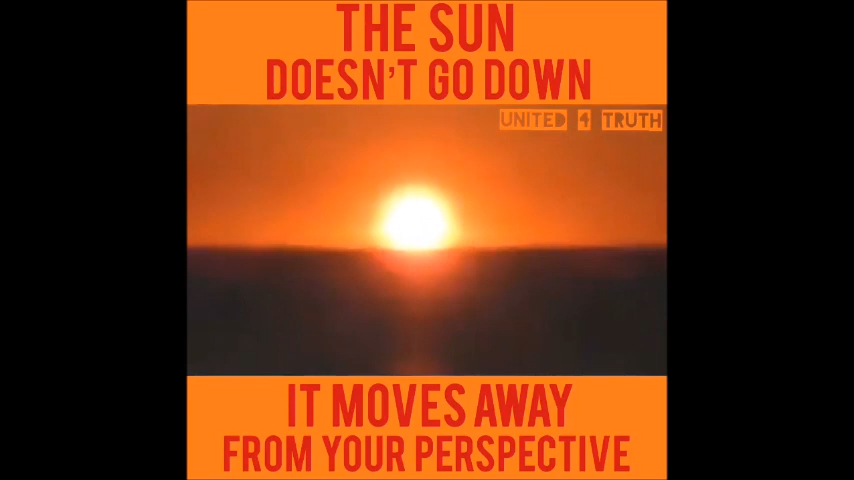 THE SUN
DOESN'T GO DOWN
UNITED 4 TRUTH
IT MOVES AWAY
FROM YOUR PERSPECTIVE